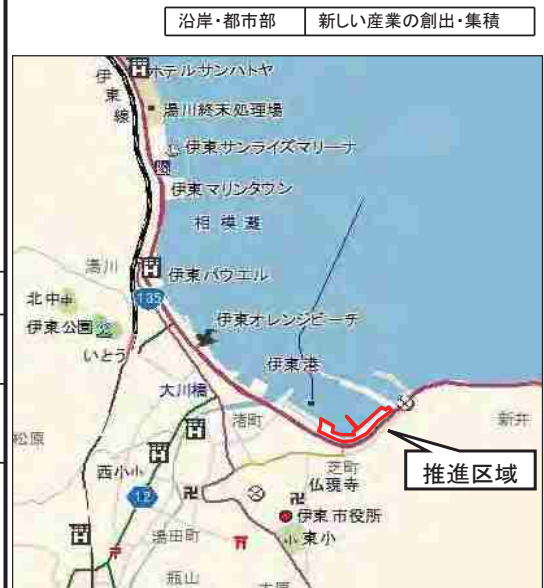 沿岸・都市部 新しい産業の創出・集積
ホテルサンハトヤ
伊東線
湯川終末処理場
伊東サンライズマリーナ
伊東マリンタウン
相模灘
湯川
伊東パウエル
135
北中
伊東公園
伊東オレンジビーチ
いとう
伊東港
大川橋
渚町
新井
松原
推進区域
芝町
西小
仏現寺
12
伊東市役所
湯田町
東小
瓶山